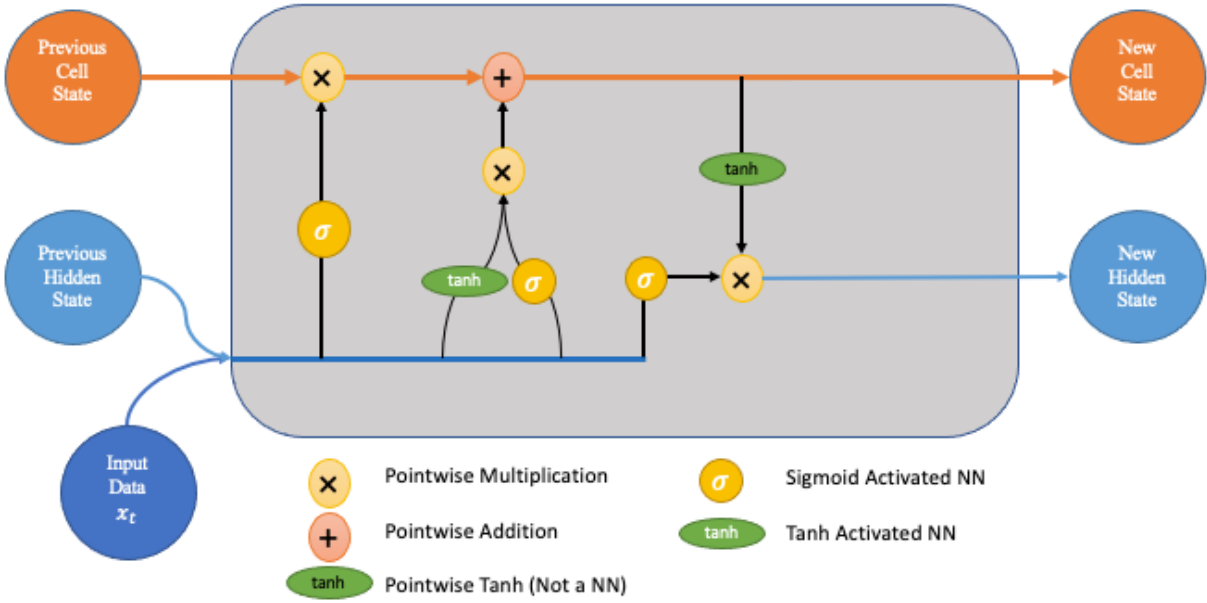 Previous
Cell
State
×
+
New
Cell
State
×
tanh
Previous
Hidden
State
σ
tanh
σ
σ
×
New
Hidden
State
Input
Data
xₜ
× Pointwise Multiplication
σ Sigmoid Activated NN
+ Pointwise Addition
tanh Tanh Activated NN
tanh Pointwise Tanh (Not a NN)